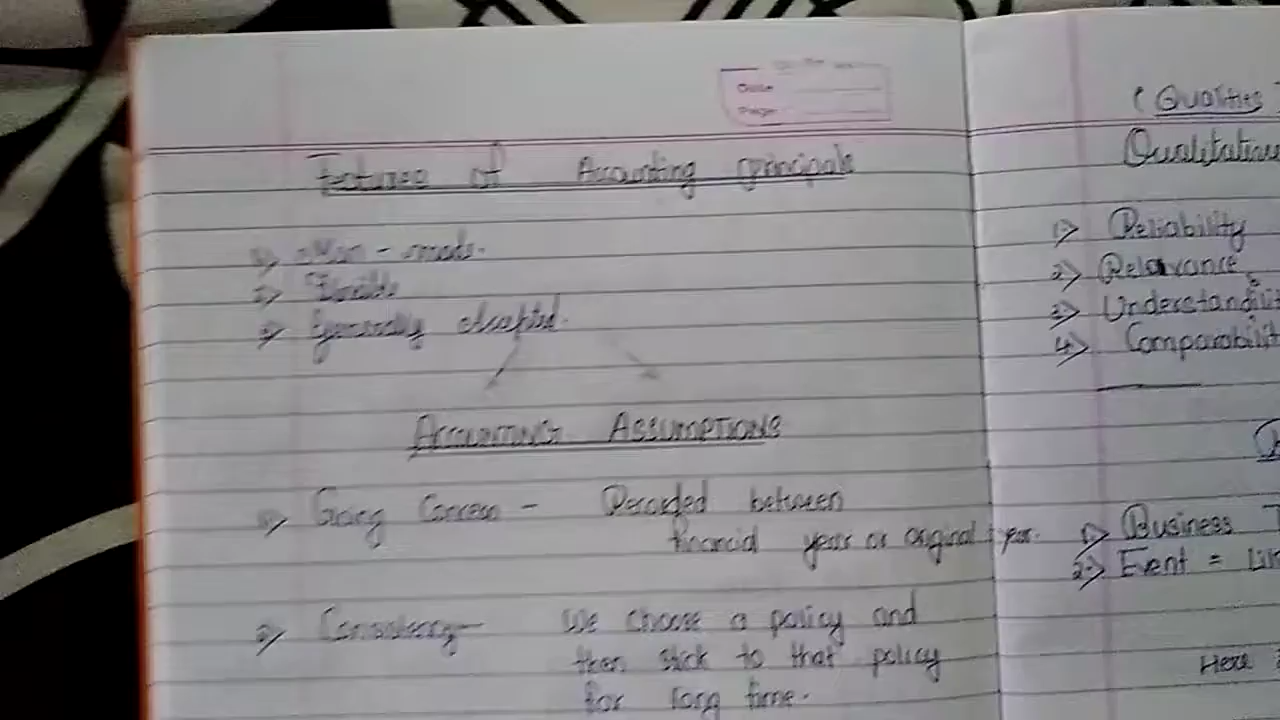 Date
Page
Features of Accounting principals
1) Man-made.
2) Flexible
3) Generally Accepted.
ACCOUNTING ASSUMPTIONS
1) Going Concern - Recorded between
financial year or original year.
2) Consistency- We choose a policy and
then stick to that policy
for long time.
(Qualities
Qualitative
1) Reliability
2) Relevance
3) Understandibilit
4) Comparabilit
1) Business T
2) Event =
Here